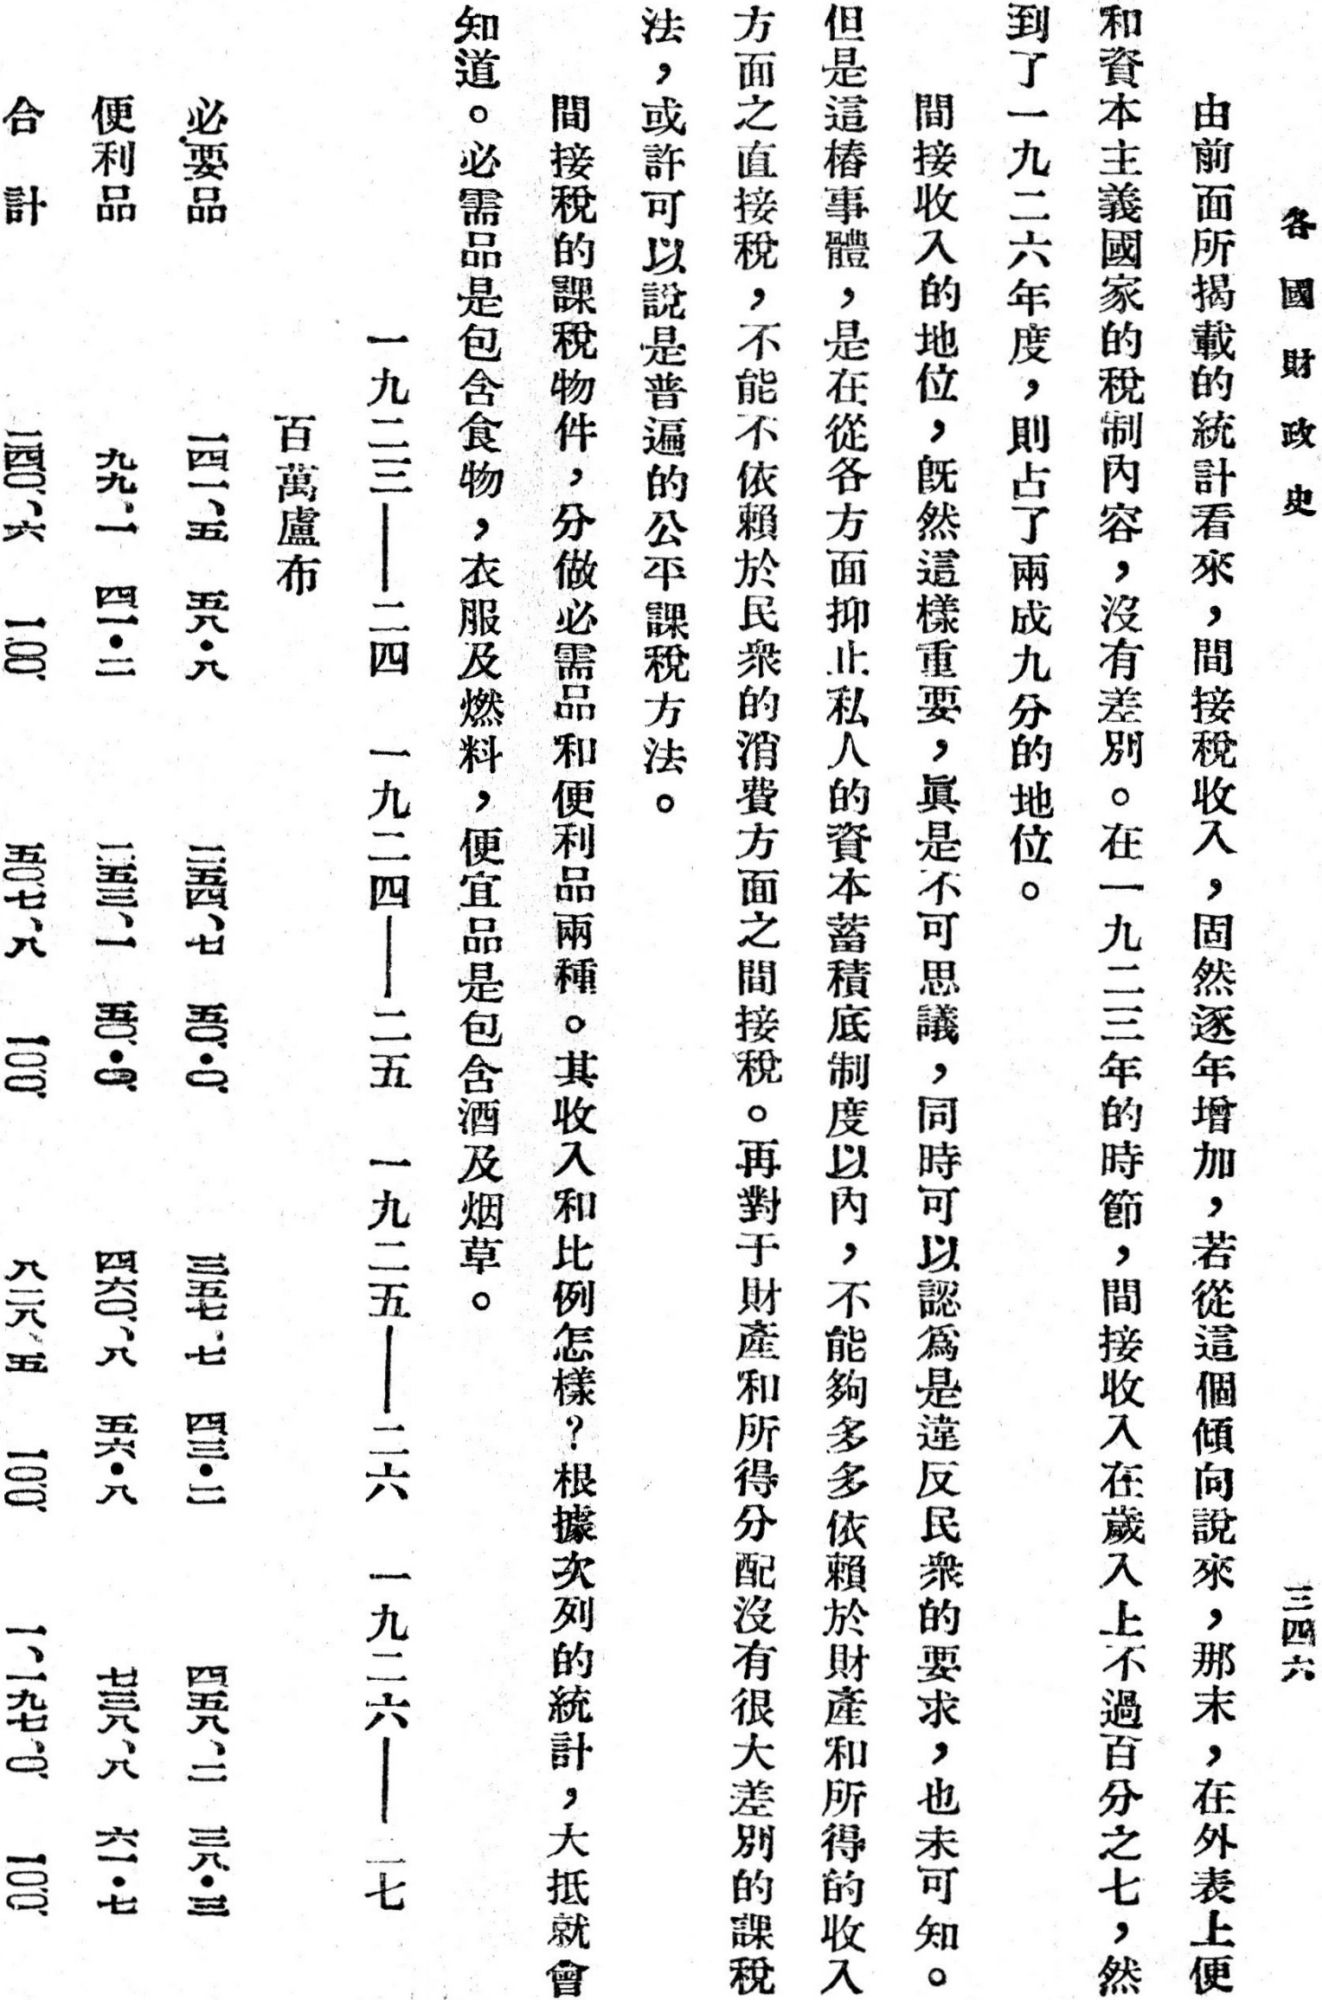 各國財政史
三四六
由前面所揭載的統計看來，間接稅收入，固然逐年增加，若從這個傾向說來，那末，在外表上便
和資本主義國家的稅制內容，沒有差別。在一九二三年的時節，間接收入在歲入上不過百分之七，然
到了一九二六年度，則占了兩成九分的地位。
間接收入的地位，旣然這樣重要，眞是不可思議，同時可以認爲是違反民衆的要求，也未可知。
但是這樁事體，是在從各方面抑止私人的資本蓄積底制度以內，不能夠多多依賴於財產和所得的收入
方面之直接稅，不能不依賴於民衆的消費方面之間接稅。再對于財產和所得分配沒有很大差別的課稅
法，或許可以說是普遍的公平課稅方法。
間接稅的課稅物件，分做必需品和便利品兩種。其收入和比例怎樣？根據次列的統計，大抵就會
知道。必需品是包含食物，衣服及燃料，便宜品是包含酒及烟草。
一九二三——二四　一九二四——二五　一九二五——二六　一九二六——二七
百萬盧布
必要品　一四一、五　五八•八　二五四、七　五〇•〇　三五七、七　四三•二　四五八、二　三八•三
便利品　九九、一　四一•二　二五三、一　五〇•〇　四六〇、八　五六•八　七三八、八　六一•七
合計　二四〇、六　一〇〇　五〇七、八　一〇〇　八二八、五　一〇〇　一、一九七、〇　一〇〇